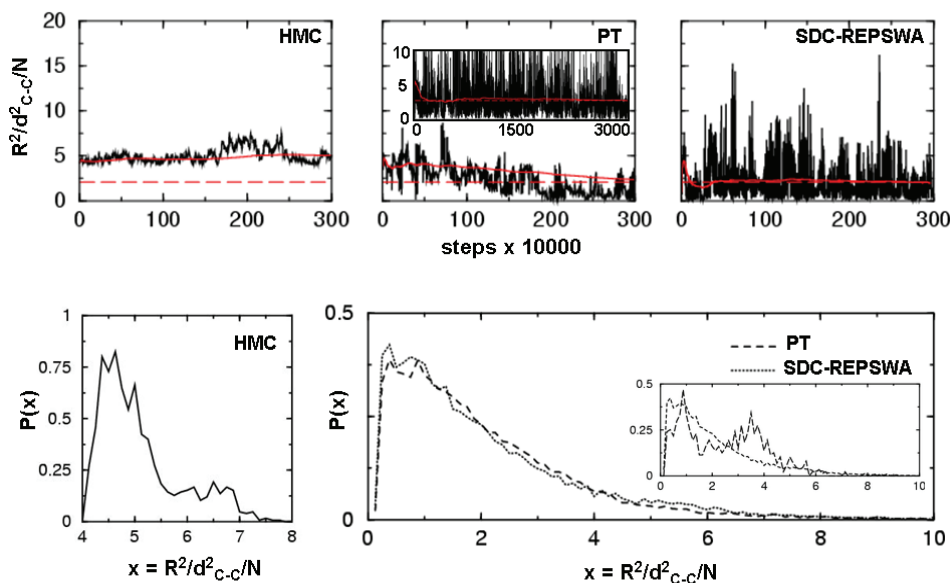 HMC
PT
SDC-REPSWA
R²/d²C-C/N
25
20
15
10
5
0
10
5
0
0 1500 3000
0 100 200 300
0 100 200 300
0 100 200 300
steps x 10000
HMC
P(x)
1
0.75
0.5
0.25
0
4 5 6 7 8
x = R²/d²C-C/N
P(x)
0.5
0
PT
SDC-REPSWA
0.5
0.25
0
0 2 4 6 8 10
0 2 4 6 8 10
x = R²/d²C-C/N